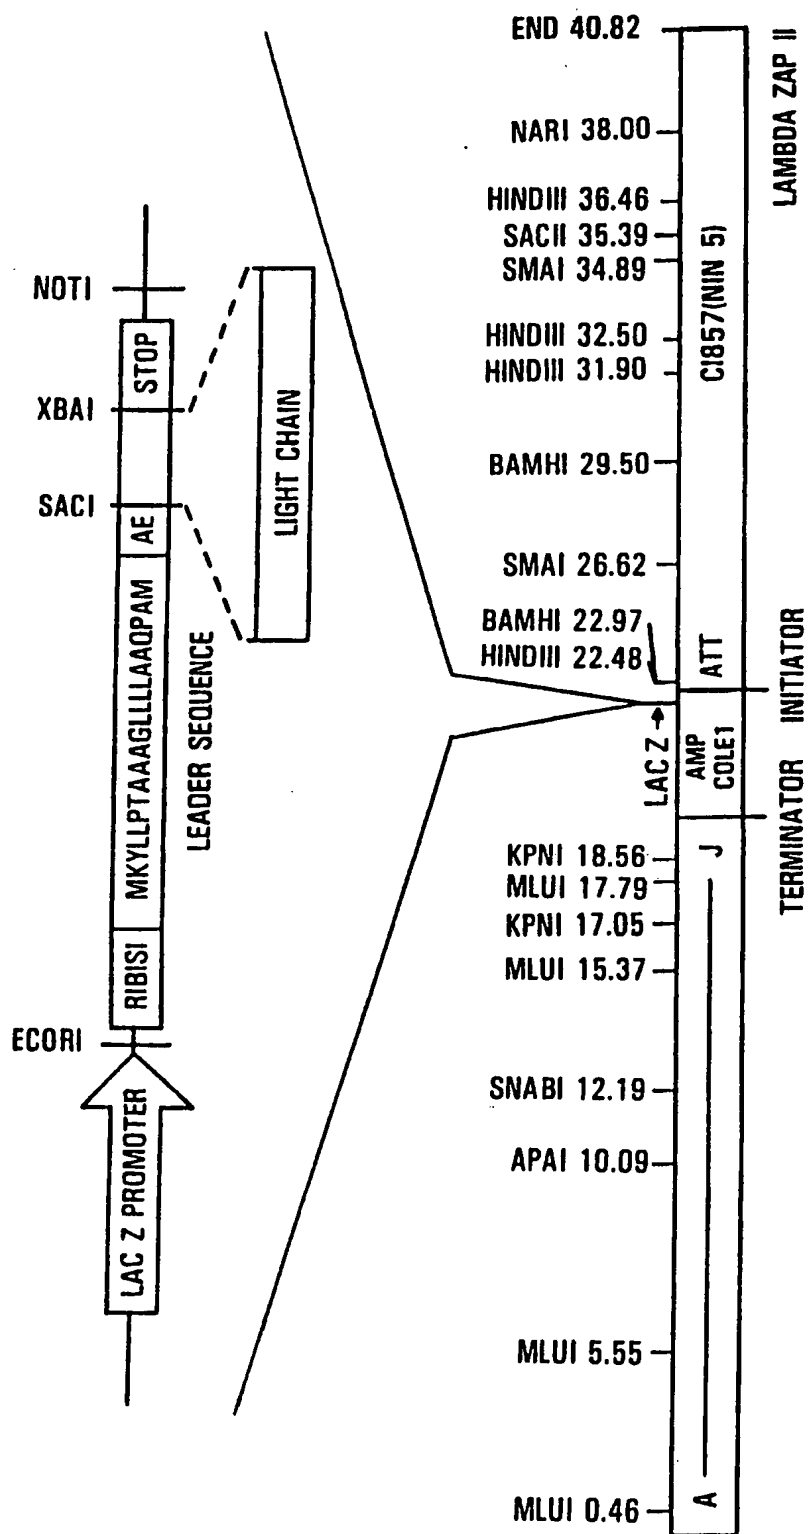 LAC Z PROMOTER
ECORI
RIBISI
MKYLLPTAAAGLLLLAAQPAM
AE
LEADER SEQUENCE
SACI
XBAI
STOP
NOTI
LIGHT CHAIN
END 40.82
NARI 38.00
HINDIII 36.46
SACII 35.39
SMAI 34.89
HINDIII 32.50
HINDIII 31.90
BAMHI 29.50
SMAI 26.62
BAMHI 22.97
HINDIII 22.48
LAC Z
KPNI 18.56
MLUI 17.79
KPNI 17.05
MLUI 15.37
SNABI 12.19
APAI 10.09
MLUI 5.55
MLUI 0.46
A
J
AMP
COLE1
ATT
CI857(NIN 5)
TERMINATOR
INITIATOR
LAMBDA ZAP II